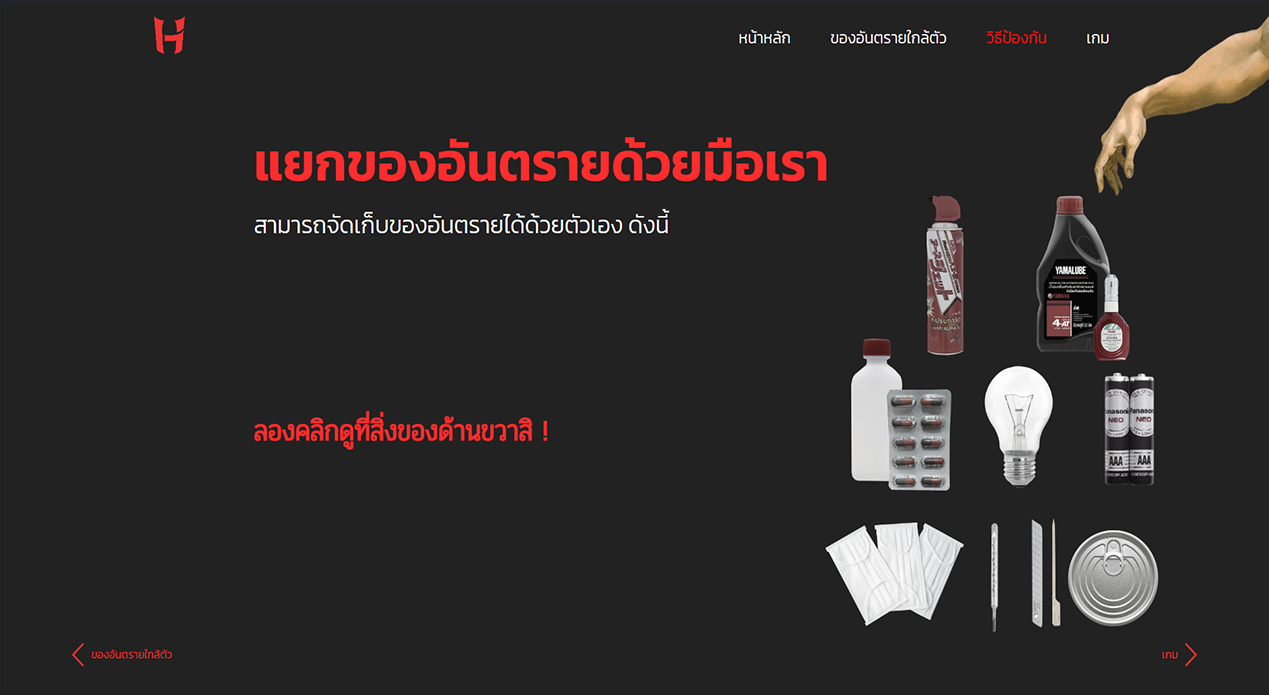 H
หน้าหลัก ของอันตรายใกล้ตัว วิธีป้องกัน เกม
แยกของอันตรายด้วยมือเรา
สามารถจัดเก็บของอันตรายได้ด้วยตัวเอง ดังนี้
YAMALUBE
YAMAHA
4-AT
ลองคลิกดูที่สิ่งของด้านขวาสิ !
Panasonic
NEO
AAA
NEO
AAA
ของอันตรายใกล้ตัว
เกม